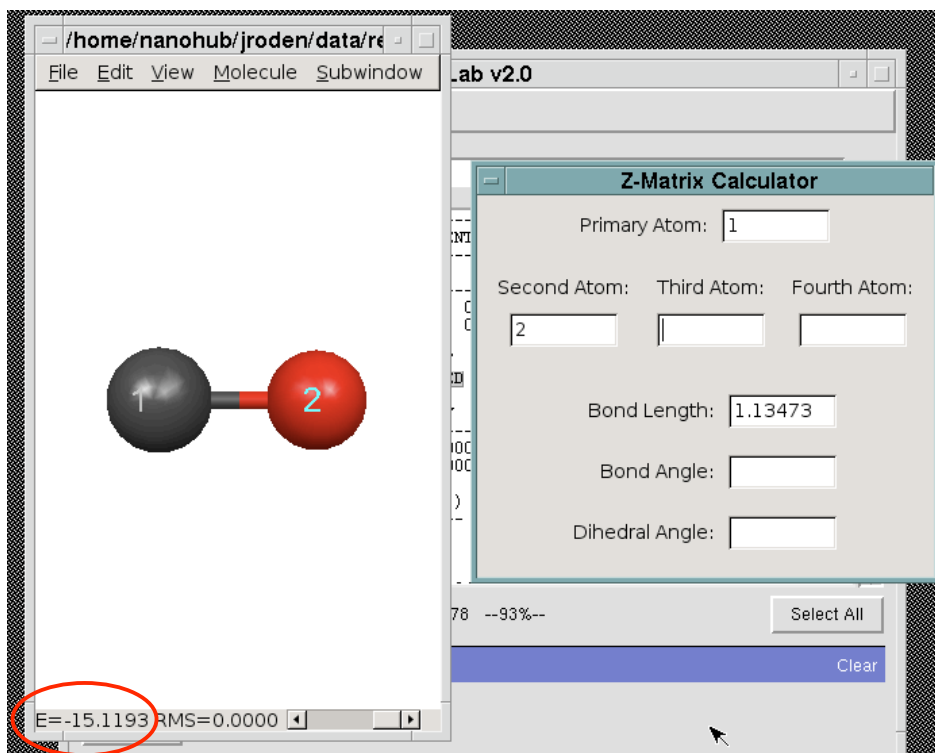 /home/nanohub/jroden/data/re
File Edit View Molecule Subwindow
Lab v2.0
Z-Matrix Calculator
Primary Atom: 1
Second Atom: Third Atom: Fourth Atom:
2
Bond Length: 1.13473
Bond Angle:
Dihedral Angle:
1 2
78 --93%--
Select All
Clear
E=-15.1193 RMS=0.0000